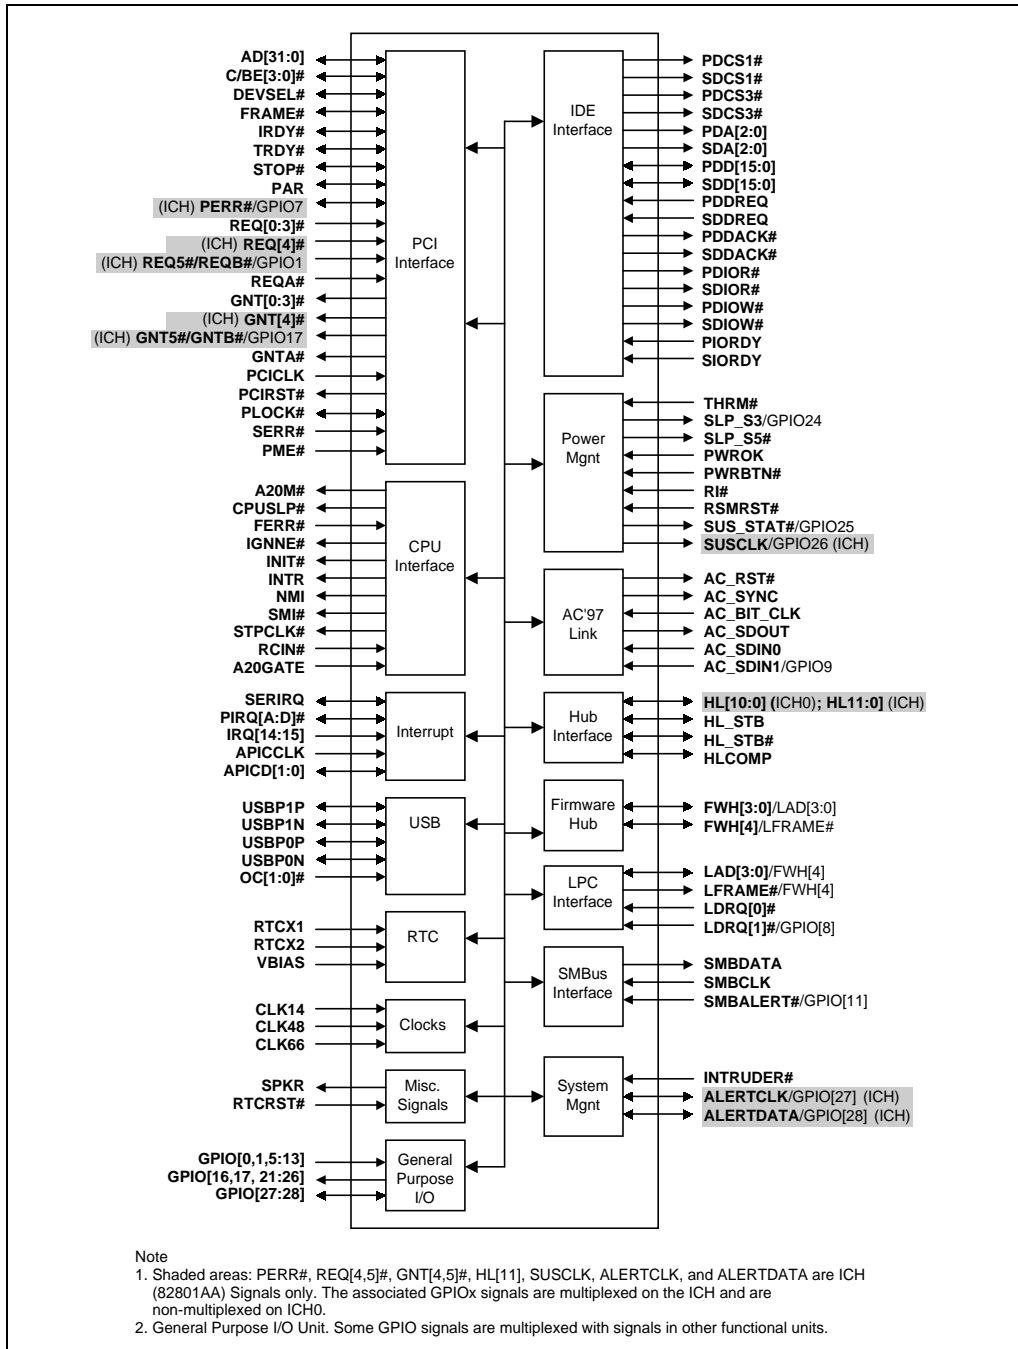 AD[31:0]
C/BE[3:0]#
DEVSEL#
FRAME#
IRDY#
TRDY#
STOP#
PAR
(ICH) PERR#/GPIO7
REQ[0:3]#
(ICH) REQ[4]#
(ICH) REQ5#/REQB#/GPIO1
REQA#
GNT[0:3]#
(ICH) GNT[4]#
(ICH) GNT5#/GNTB#/GPIO17
GNTA#
PCICLK
PCIRST#
PLOCK#
SERR#
PME#
PCI
Interface
A20M#
CPUSLP#
FERR#
IGNNE#
INIT#
INTR
NMI
SMI#
STPCLK#
RCIN#
A20GATE
CPU
Interface
SERIRQ
PIRQ[A:D]#
IRQ[14:15]
APICCLK
APICD[1:0]
Interrupt
USBP1P
USBP1N
USBP0P
USBP0N
OC[1:0]#
USB
RTCX1
RTCX2
VBIAS
RTC
CLK14
CLK48
CLK66
Clocks
SPKR
RTCRST#
Misc.
Signals
GPIO[0,1,5:13]
GPIO[16,17, 21:26]
GPIO[27:28]
General
Purpose
I/O
IDE
Interface
PDCS1#
SDCS1#
PDCS3#
SDCS3#
PDA[2:0]
SDA[2:0]
PDD[15:0]
SDD[15:0]
PDDREQ
SDDREQ
PDDACK#
SDDACK#
PDIOR#
SDIOR#
PDIOW#
SDIOW#
PIORDY
SIORDY
Power
Mgnt
THRM#
SLP_S3/GPIO24
SLP_S5#
PWROK
PWRBTN#
RI#
RSMRST#
SUS_STAT#/GPIO25
SUSCLK/GPIO26 (ICH)
AC'97
Link
AC_RST#
AC_SYNC
AC_BIT_CLK
AC_SDOUT
AC_SDIN0
AC_SDIN1/GPIO9
Hub
Interface
HL[10:0] (ICH0); HL11:0] (ICH)
HL_STB
HL_STB#
HLCOMP
Firmware
Hub
FWH[3:0]/LAD[3:0]
FWH[4]/LFRAME#
LPC
Interface
LAD[3:0]/FWH[4]
LFRAME#/FWH[4]
LDRQ[0]#
LDRQ[1]#/GPIO[8]
SMBus
Interface
SMBDATA
SMBCLK
SMBALERT#/GPIO[11]
System
Mgnt
INTRUDER#
ALERTCLK/GPIO[27] (ICH)
ALERTDATA/GPIO[28] (ICH)
Note
1. Shaded areas: PERR#, REQ[4,5]#, GNT[4,5]#, HL[11], SUSCLK, ALERTCLK, and ALERTDATA are ICH
(82801AA) Signals only. The associated GPIOx signals are multiplexed on the ICH and are
non-multiplexed on ICH0.
2. General Purpose I/O Unit. Some GPIO signals are multiplexed with signals in other functional units.